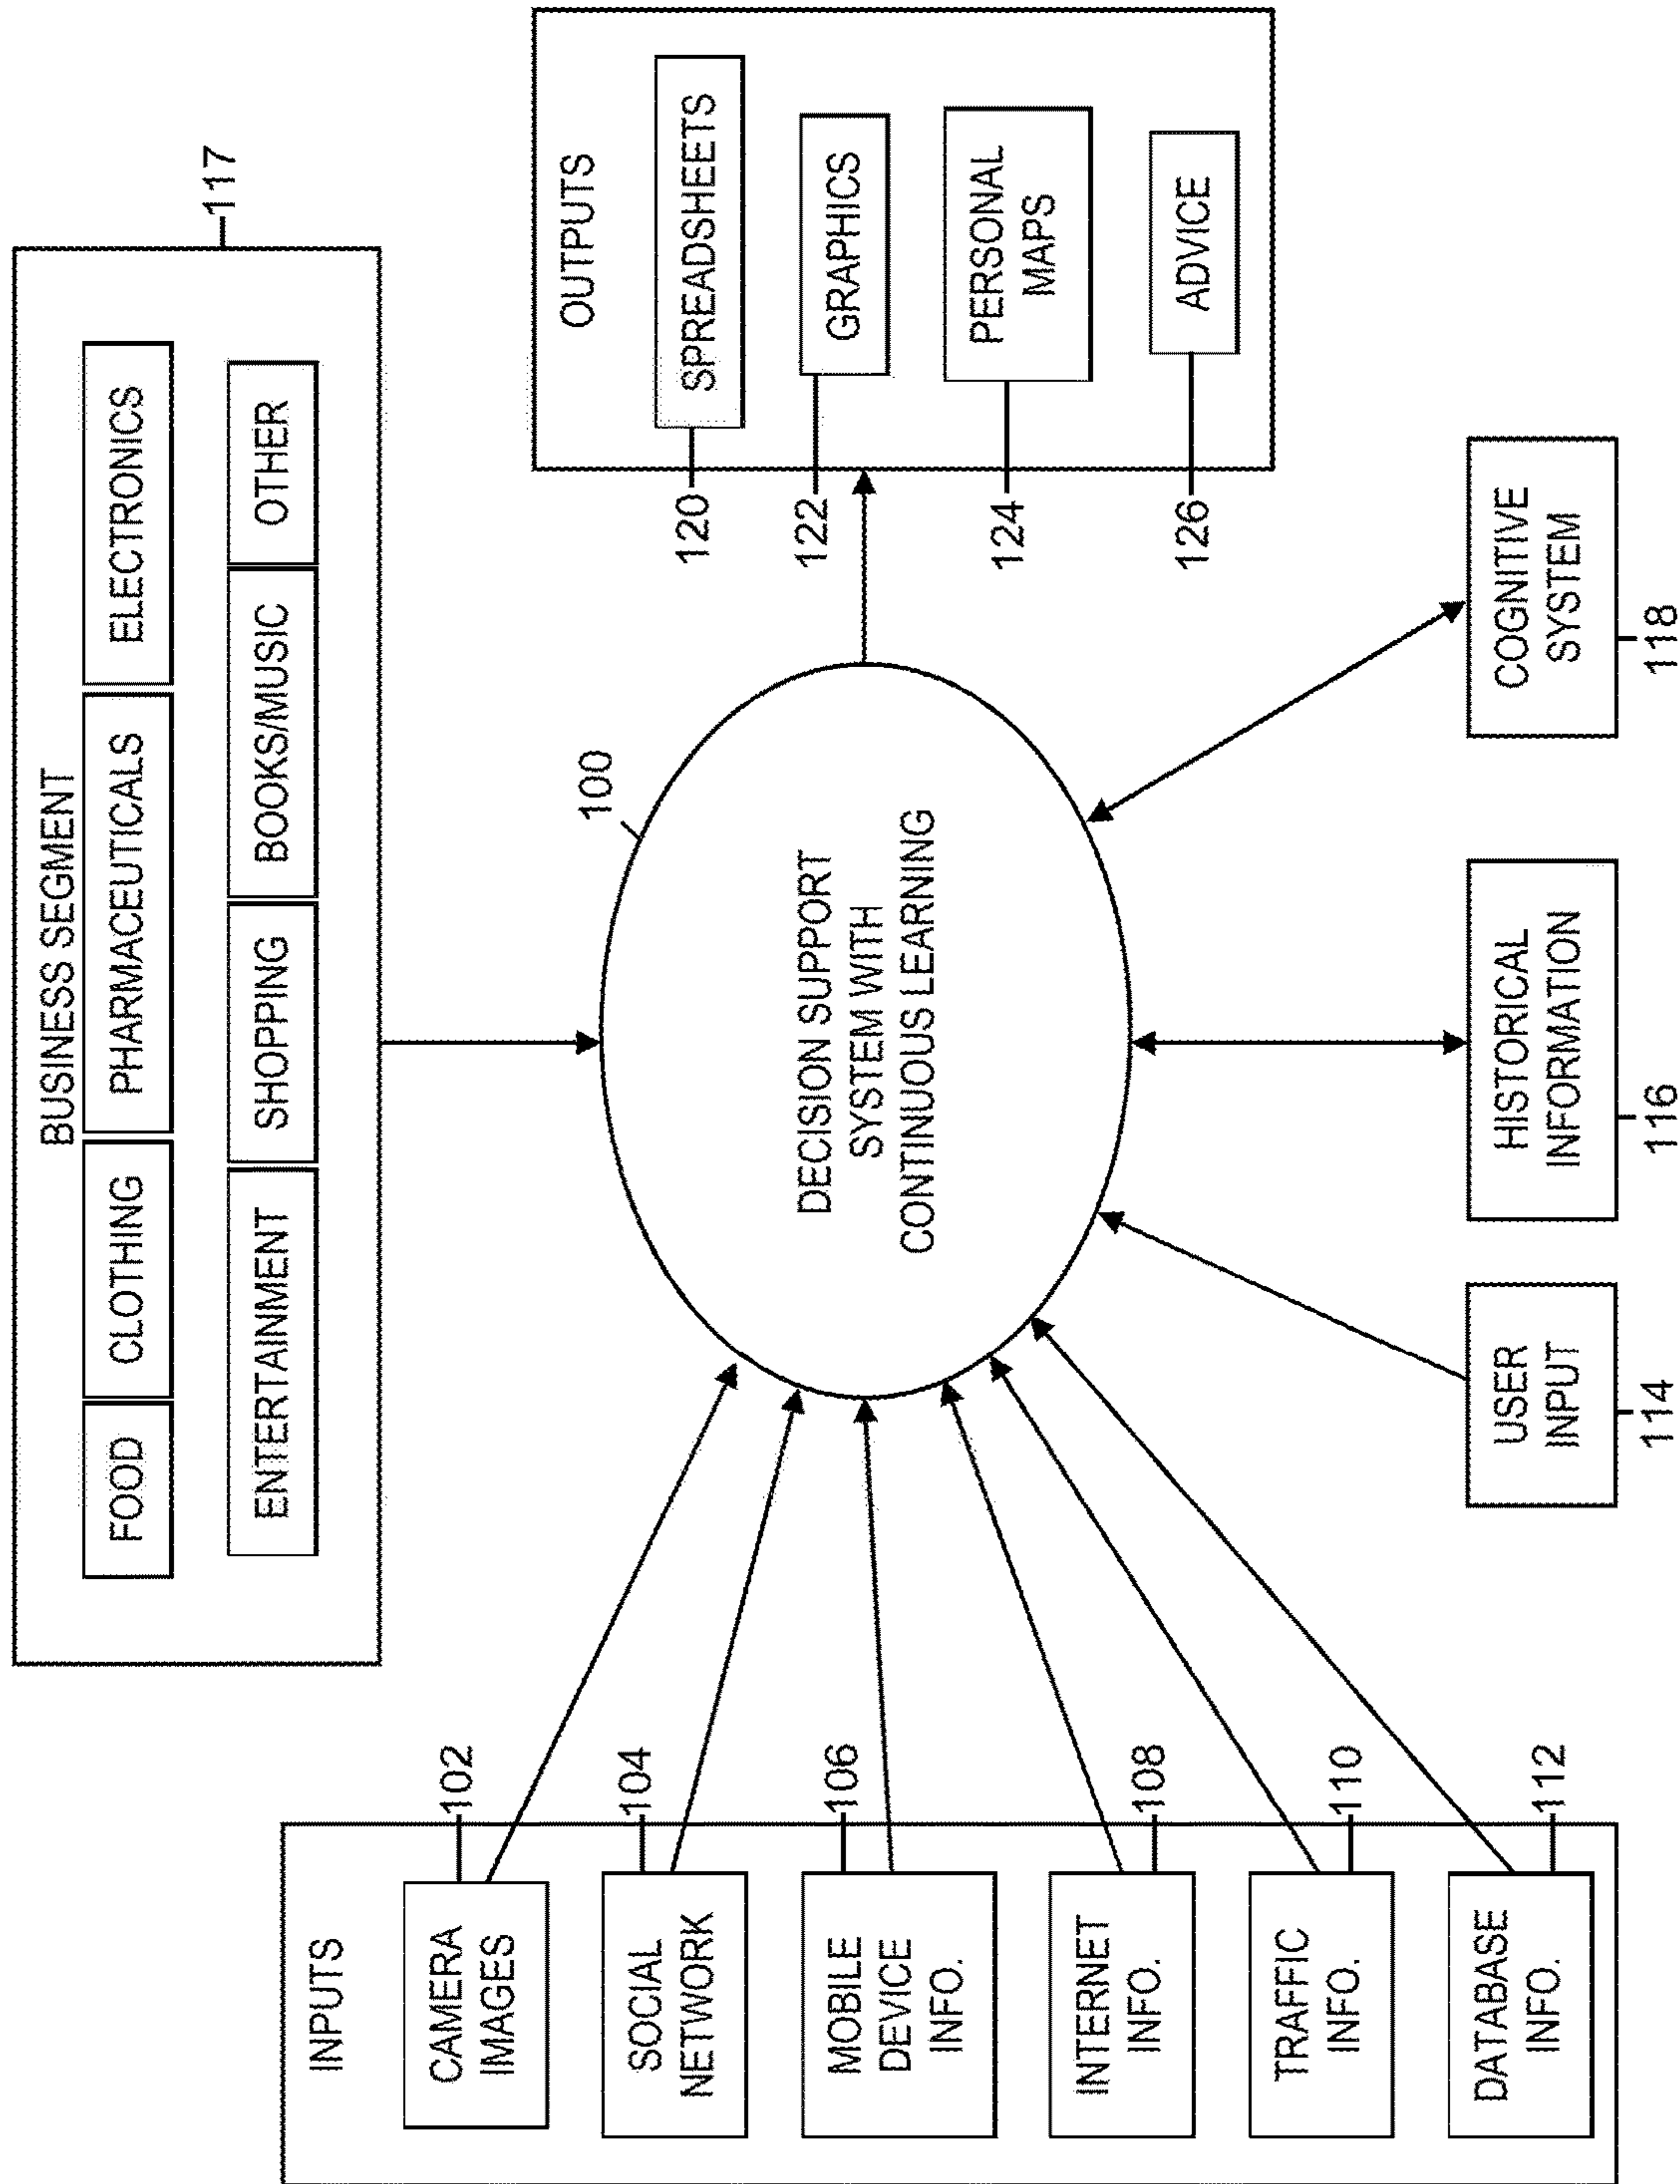 BUSINESS SEGMENT
FOOD
CLOTHING
PHARMACEUTICALS
ELECTRONICS
ENTERTAINMENT
SHOPPING
BOOKS/MUSIC
OTHER
117
INPUTS
CAMERA
IMAGES
102
SOCIAL
NETWORK
104
MOBILE
DEVICE
INFO.
106
INTERNET
INFO.
108
TRAFFIC
INFO.
110
DATABASE
INFO.
112
100
DECISION SUPPORT
SYSTEM WITH
CONTINUOUS LEARNING
OUTPUTS
120
SPREADSHEETS
122
GRAPHICS
124
PERSONAL
MAPS
126
ADVICE
USER
INPUT
114
HISTORICAL
INFORMATION
116
COGNITIVE
SYSTEM
118